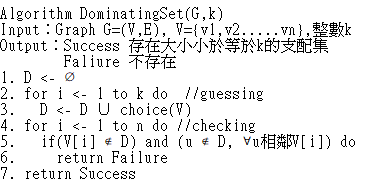 Algorithm DominatingSet(G,k)
Input：Graph G=(V,E), V={v1,v2.....vn},整數k
Output：Success 存在大小小於等於k的支配集
Faliure 不存在
1. D <- ∅
2. for i <- 1 to k do //guessing
3. D <- D ∪ choice(V)
4. for i <- 1 to n do //checking
5. if(V[i] ∉ D) and (u ∉ D, ∀u相鄰V[i]) do
6. return Failure
7. return Success